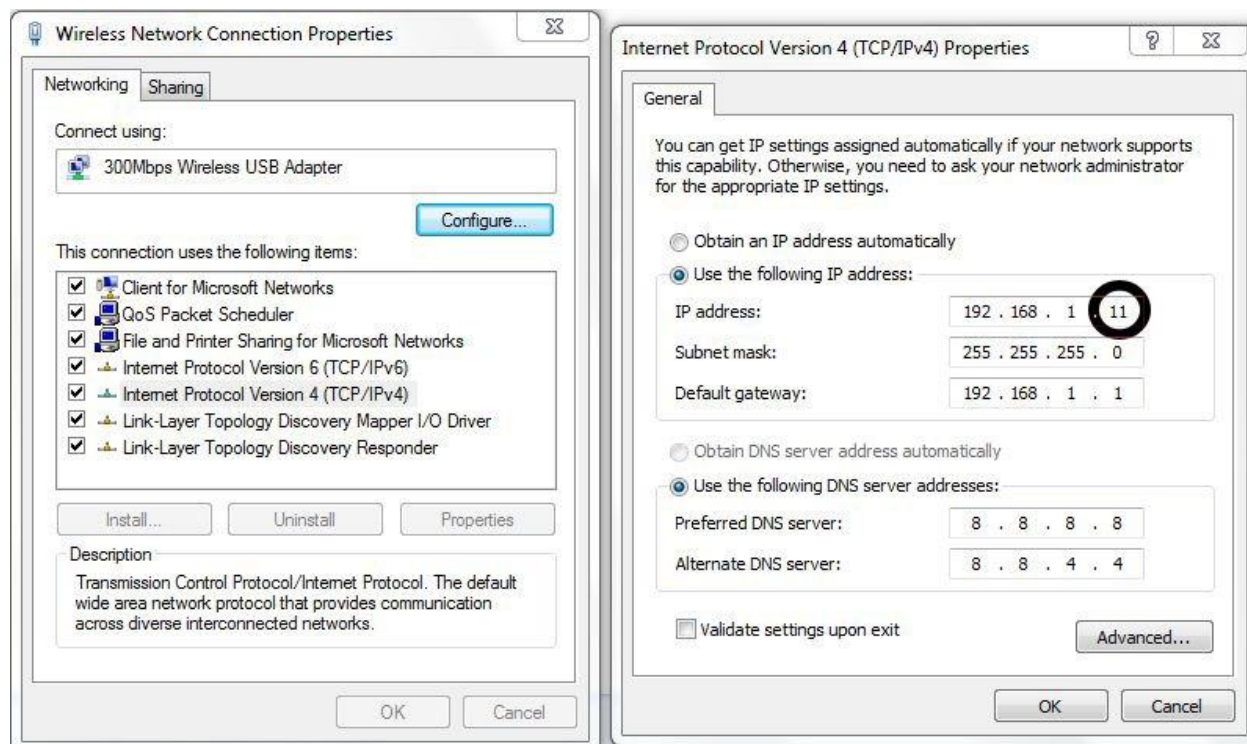 Wireless Network Connection Properties
Networking
Sharing
Connect using:
300Mbps Wireless USB Adapter
Configure...
This connection uses the following items:
Client for Microsoft Networks
QoS Packet Scheduler
File and Printer Sharing for Microsoft Networks
Internet Protocol Version 6 (TCP/IPv6)
Internet Protocol Version 4 (TCP/IPv4)
Link-Layer Topology Discovery Mapper I/O Driver
Link-Layer Topology Discovery Responder
Install...
Uninstall
Properties
Description
Transmission Control Protocol/Internet Protocol. The default
wide area network protocol that provides communication
across diverse interconnected networks.
OK
Cancel
Internet Protocol Version 4 (TCP/IPv4) Properties
General
You can get IP settings assigned automatically if your network supports
this capability. Otherwise, you need to ask your network administrator
for the appropriate IP settings.
Obtain an IP address automatically
Use the following IP address:
IP address: 192 . 168 . 1 . 11
Subnet mask: 255 . 255 . 255 . 0
Default gateway: 192 . 168 . 1 . 1
Obtain DNS server address automatically
Use the following DNS server addresses:
Preferred DNS server: 8 . 8 . 8 . 8
Alternate DNS server: 8 . 8 . 4 . 4
Validate settings upon exit
Advanced...
OK
Cancel